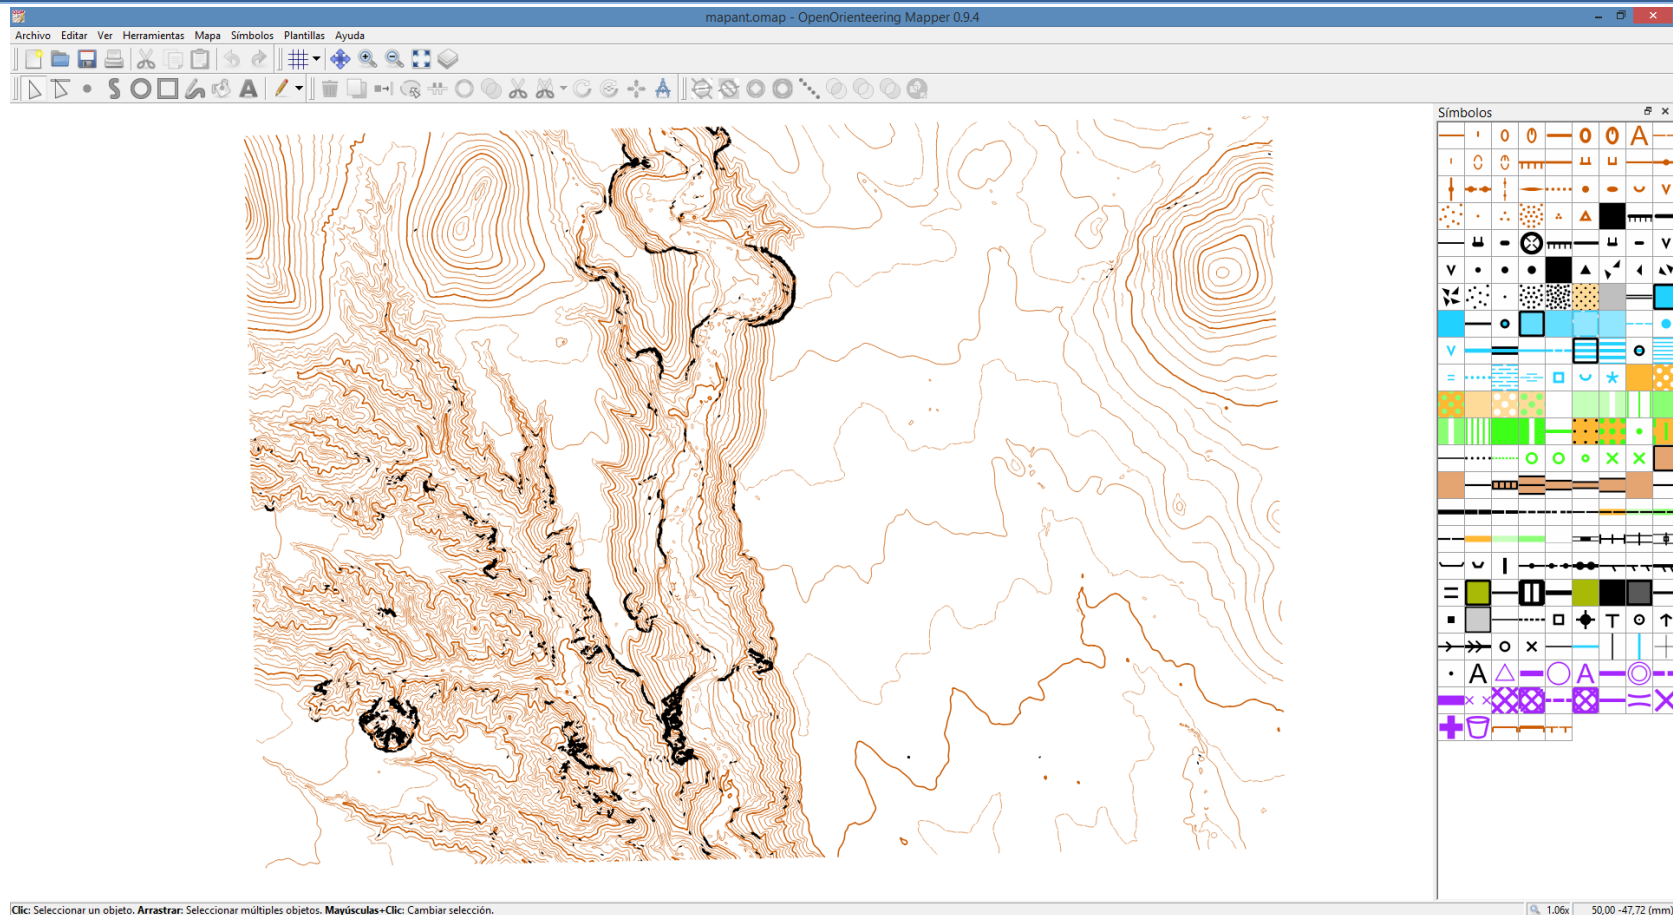 mapant.omap - OpenOrienteering Mapper 0.9.4
Archivo Editar Ver Herramientas Mapa Símbolos Plantillas Ayuda
Símbolos
Clic: Seleccionar un objeto. Arrastrar: Seleccionar múltiples objetos. Mayúsculas+Clic: Cambiar selección.
1.06x 50,00 -47,72 (mm)